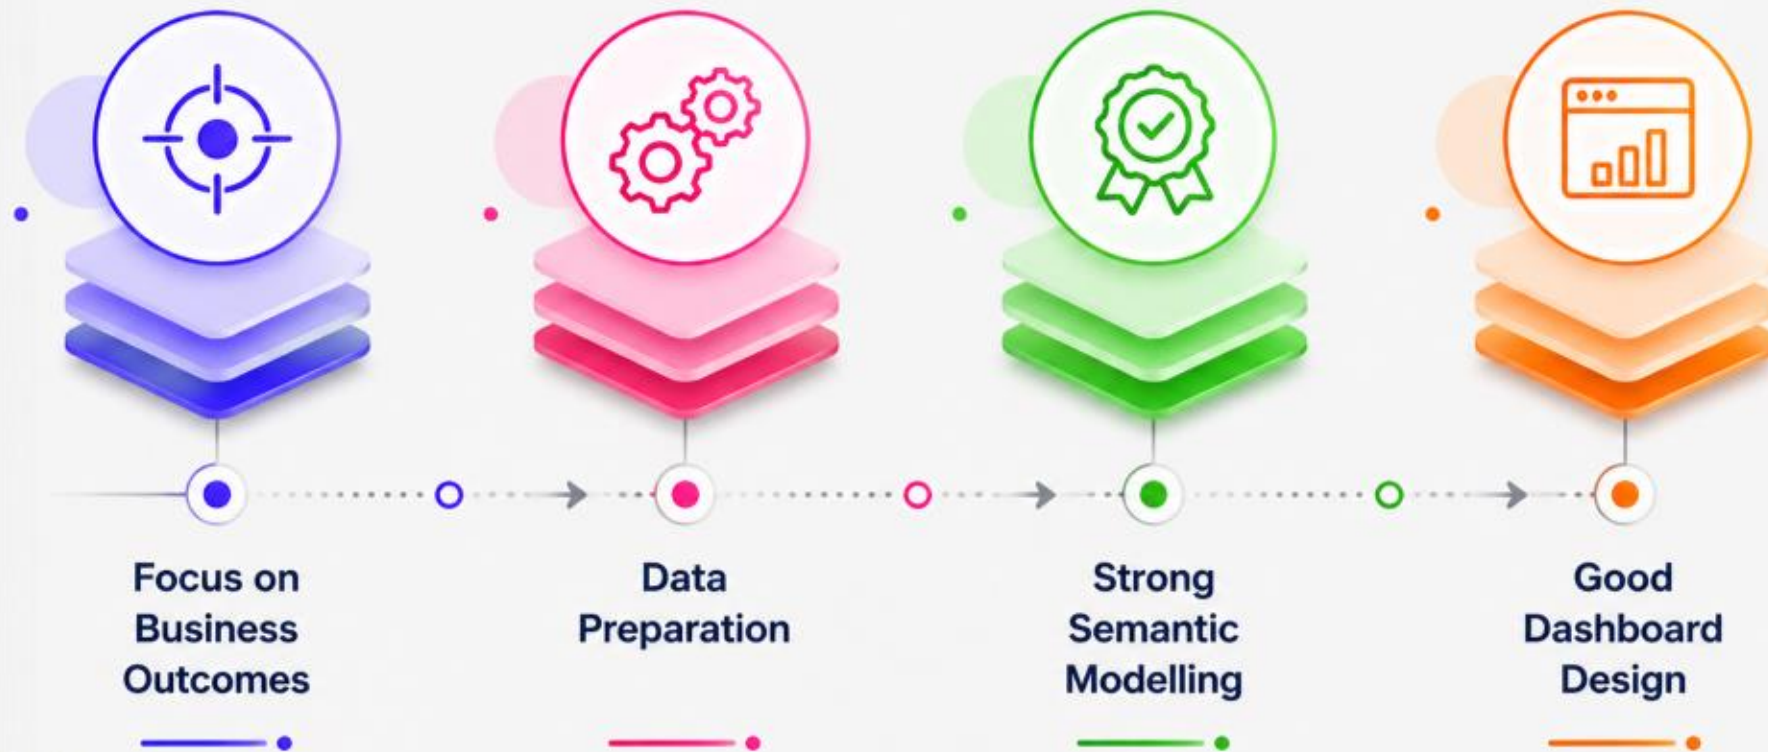 Focus on
Business
Outcomes
Data
Preparation
Strong
Semantic
Modelling
Good
Dashboard
Design